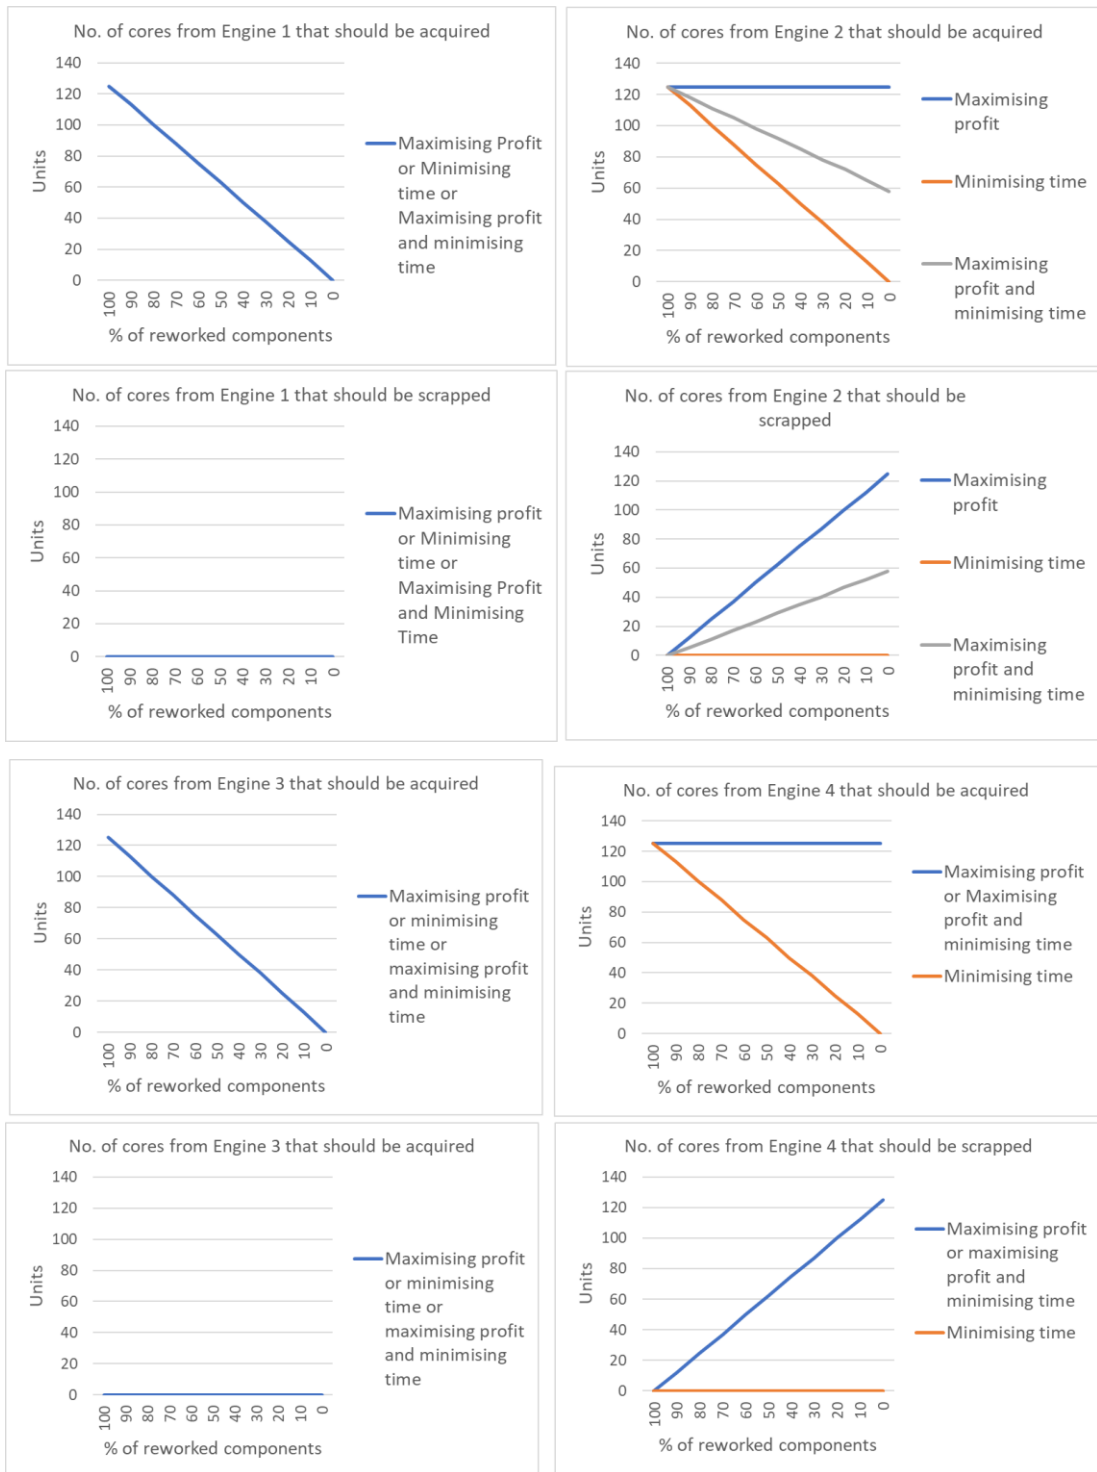 No. of cores from Engine 1 that should be acquired
140
120
100
80
60
40
20
0
Units
100
90
80
70
60
50
40
30
20
10
0
% of reworked components
Maximising Profit
or Minimising
time or
Maximising profit
and minimising
time
No. of cores from Engine 2 that should be acquired
140
120
100
80
60
40
20
0
Units
100
90
80
70
60
50
40
30
20
10
0
% of reworked components
Maximising
profit
Minimising time
Maximising
profit and
minimising time
No. of cores from Engine 1 that should be scrapped
140
120
100
80
60
40
20
0
Units
100
90
80
70
60
50
40
30
20
10
0
% of reworked components
Maximising profit
or Minimising
time or
Maximising Profit
and Minimising
Time
No. of cores from Engine 2 that should be
scrapped
140
120
100
80
60
40
20
0
Units
100
90
80
70
60
50
40
30
20
10
0
% of reworked components
Maximising
profit
Minimising time
Maximising
profit and
minimising time
No. of cores from Engine 3 that should be acquired
140
120
100
80
60
40
20
0
Units
100
90
80
70
60
50
40
30
20
10
0
% of reworked components
Maximising profit
or minimising
time or
maximising profit
and minimising
time
No. of cores from Engine 4 that should be acquired
140
120
100
80
60
40
20
0
Units
100
90
80
70
60
50
40
30
20
10
0
% of reworked components
Maximising profit
or Maximising
profit and
minimising time
Minimising time
No. of cores from Engine 3 that should be acquired
140
120
100
80
60
40
20
0
Units
100
90
80
70
60
50
40
30
20
10
0
% of reworked components
Maximising profit
or minimising
time or
maximising profit
and minimising
time
No. of cores from Engine 4 that should be scrapped
140
120
100
80
60
40
20
0
Units
100
90
80
70
60
50
40
30
20
10
0
% of reworked components
Maximising profit
or maximising
profit and
minimising time
Minimising time